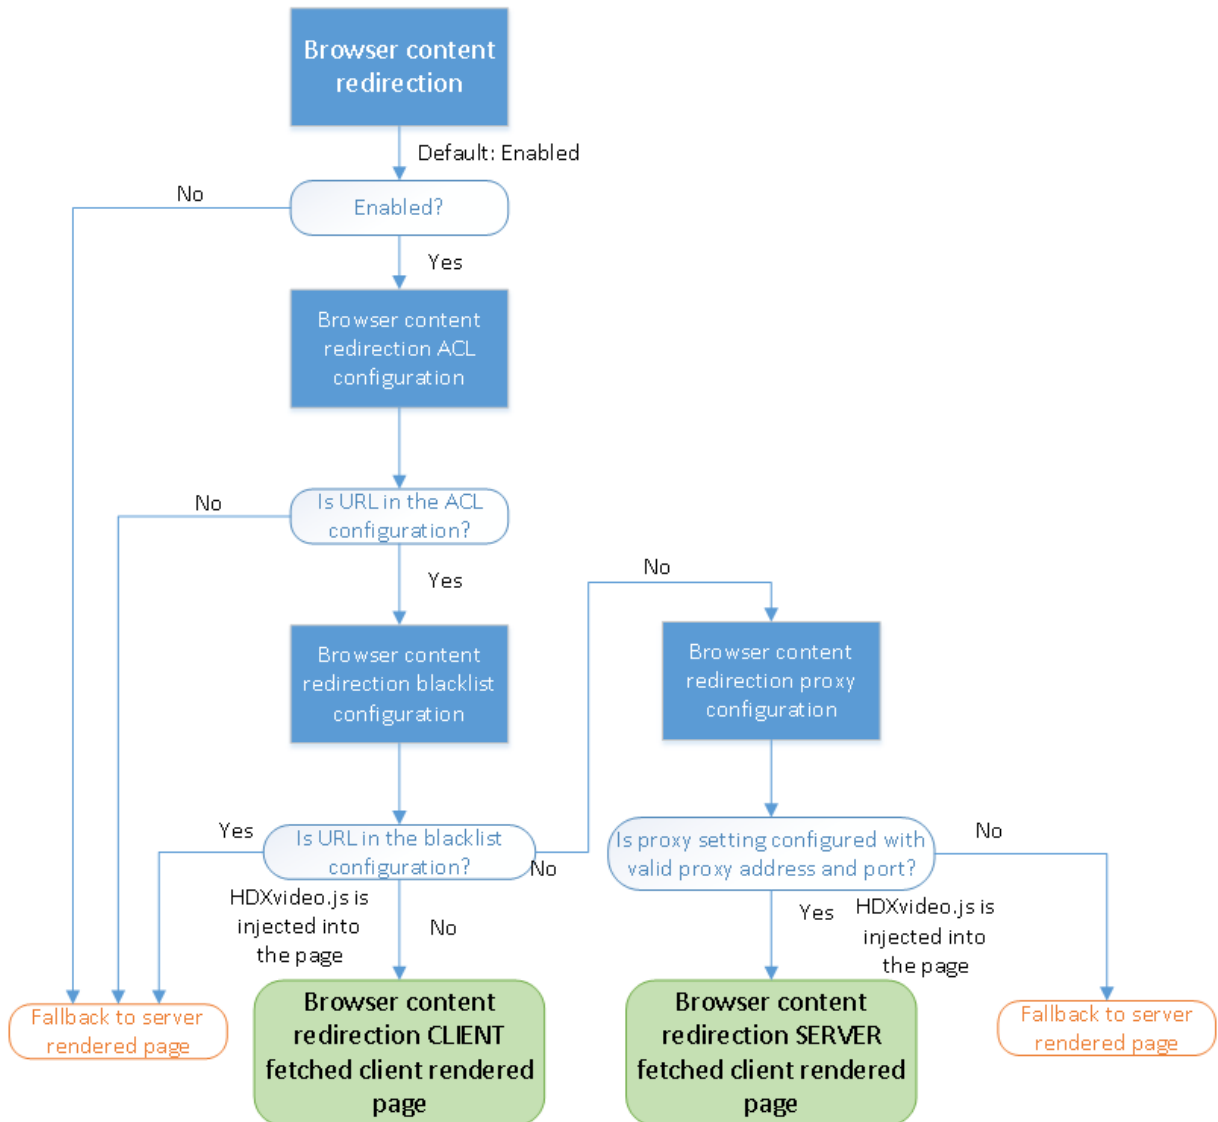 Browser content
redirection
Default: Enabled
No
Enabled?
Yes
Browser content
redirection ACL
configuration
No
Is URL in the ACL
configuration?
Yes
No
Browser content
redirection blacklist
configuration
Browser content
redirection proxy
configuration
Yes
Is URL in the blacklist
configuration?
No
Is proxy setting configured with
valid proxy address and port?
No
HDXvideo.js is
injected into
the page
No
Yes
HDXvideo.js is
injected into
the page
Fallback to server
rendered page
Browser content
redirection CLIENT
fetched client rendered
page
Browser content
redirection SERVER
fetched client rendered
page
Fallback to server
rendered page